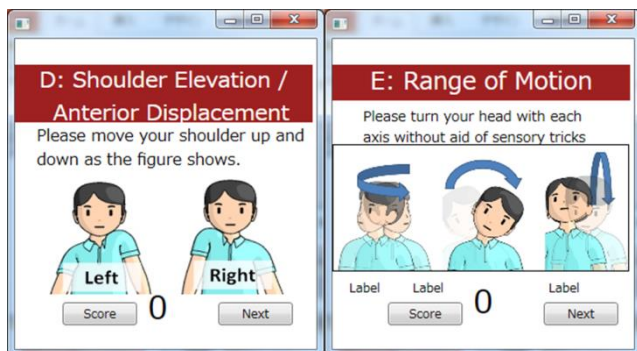 D: Shoulder Elevation /
Anterior Displacement
Please move your shoulder up and
down as the figure shows.
Left
Right
Score
0
Next
E: Range of Motion
Please turn your head with each
axis without aid of sensory tricks
Label
Label
Label
Score
0
Next